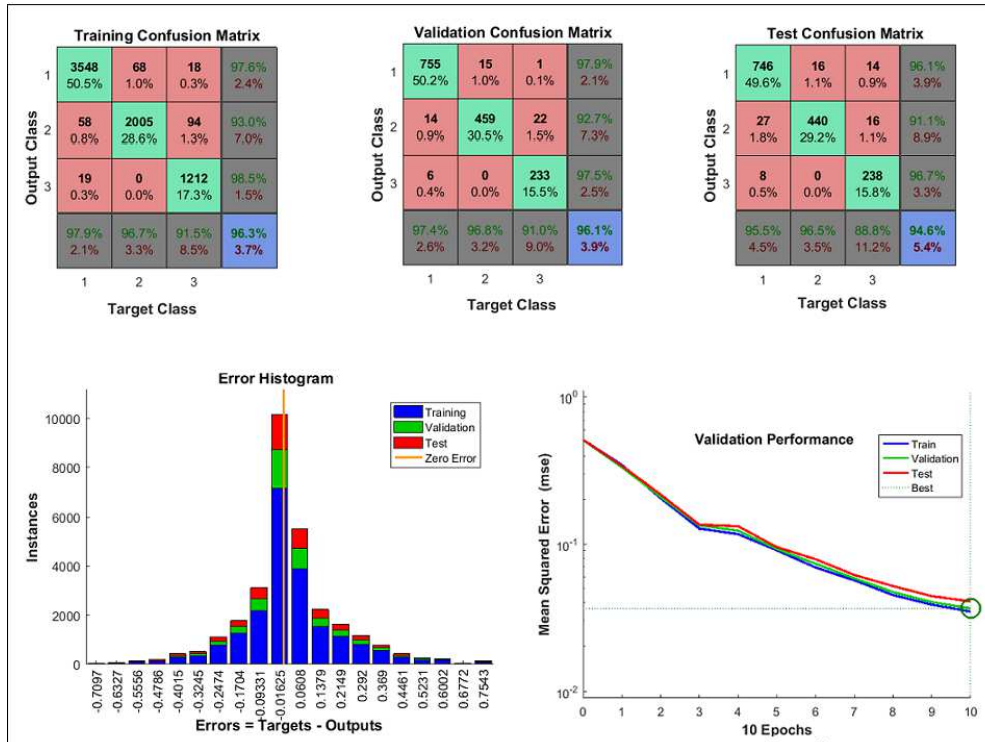 Training Confusion Matrix
Output Class
1
3548 68 18 97.6%
50.5% 1.0% 0.3% 2.4%
2
58 2005 94 93.0%
0.8% 28.6% 1.3% 7.0%
3
19 0 1212 98.5%
0.3% 0.0% 17.3% 1.5%
97.9% 96.7% 91.5% 96.3%
2.1% 3.3% 8.5% 3.7%
1 2 3
Target Class
Validation Confusion Matrix
Output Class
1
755 15 1 97.9%
50.2% 1.0% 0.1% 2.1%
2
14 459 22 92.7%
0.9% 30.5% 1.5% 7.3%
3
6 0 233 97.5%
0.4% 0.0% 15.5% 2.5%
97.4% 96.8% 91.0% 96.1%
2.6% 3.2% 9.0% 3.9%
1 2 3
Target Class
Test Confusion Matrix
Output Class
1
746 16 14 96.1%
49.6% 1.1% 0.9% 3.9%
2
27 440 16 91.1%
1.8% 29.2% 1.1% 8.9%
3
8 0 238 96.7%
0.5% 0.0% 15.8% 3.3%
95.5% 96.5% 88.8% 94.6%
4.5% 3.5% 11.2% 5.4%
1 2 3
Target Class
Error Histogram
Training
Validation
Test
Zero Error
Instances
10000
8000
6000
4000
2000
0
-0.7097 -0.6327 -0.5556 -0.4786 -0.4015 -0.3245 -0.2474 -0.1704 -0.09331 -0.01625 0.0608 0.1379 0.2149 0.292 0.369 0.4461 0.5231 0.6002 0.6772 0.7543
Errors = Targets - Outputs
Validation Performance
Train
Validation
Test
Best
Mean Squared Error (mse)
10^0
10^-1
10^-2
0 1 2 3 4 5 6 7 8 9 10
10 Epochs